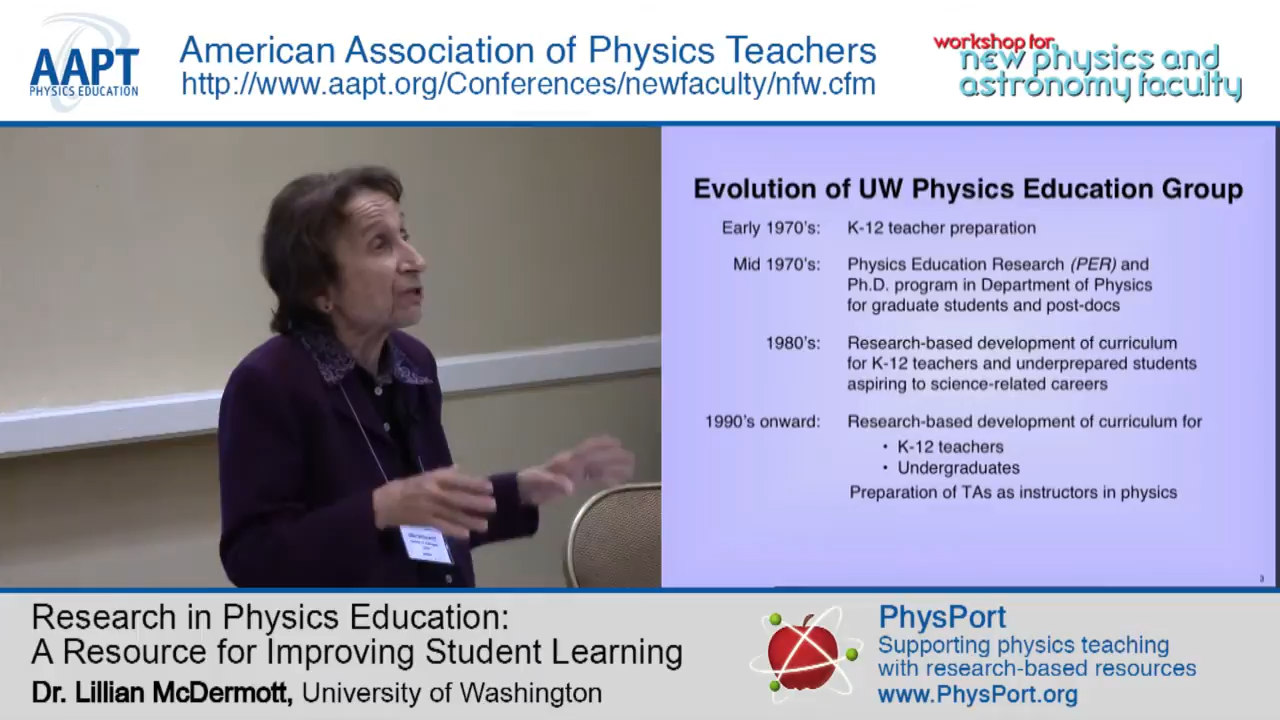 AAPT
PHYSICS EDUCATION
American Association of Physics Teachers
http://www.aapt.org/Conferences/newfaculty/nfw.cfm
workshop for
new physics and
astronomy faculty
Evolution of UW Physics Education Group
Early 1970's: K-12 teacher preparation
Mid 1970's: Physics Education Research (PER) and
Ph.D. program in Department of Physics
for graduate students and post-docs
1980's: Research-based development of curriculum
for K-12 teachers and underprepared students
aspiring to science-related careers
1990's onward: Research-based development of curriculum for
• K-12 teachers
• Undergraduates
Preparation of TAs as instructors in physics
3
Research in Physics Education:
A Resource for Improving Student Learning
Dr. Lillian McDermott, University of Washington
PhysPort
Supporting physics teaching
with research-based resources
www.PhysPort.org